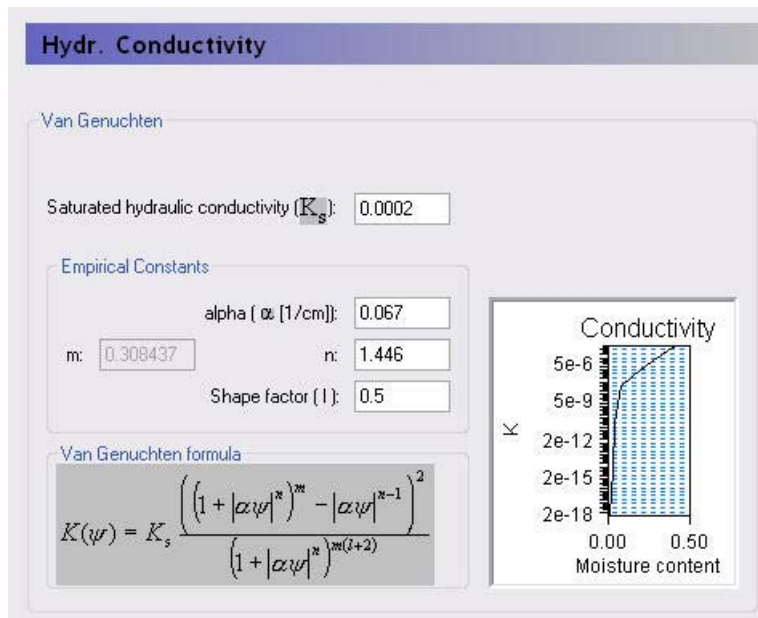 Hydr. Conductivity
Van Genuchten
Saturated hydraulic conductivity (Kₛ): 0.0002
Empirical Constants
alpha ( α [1/cm]): 0.067
m: 0.308437 n: 1.446
Shape factor ( l ): 0.5
Van Genuchten formula
K(ψ) = Kₛ ((1 + |αψ|ⁿ)ᵐ − |αψ|ⁿ⁻¹)² / (1 + |αψ|ⁿ)ᵐ⁽ˡ⁺²⁾
Conductivity
K
5e-6
5e-9
2e-12
2e-15
2e-18
0.00 0.50
Moisture content